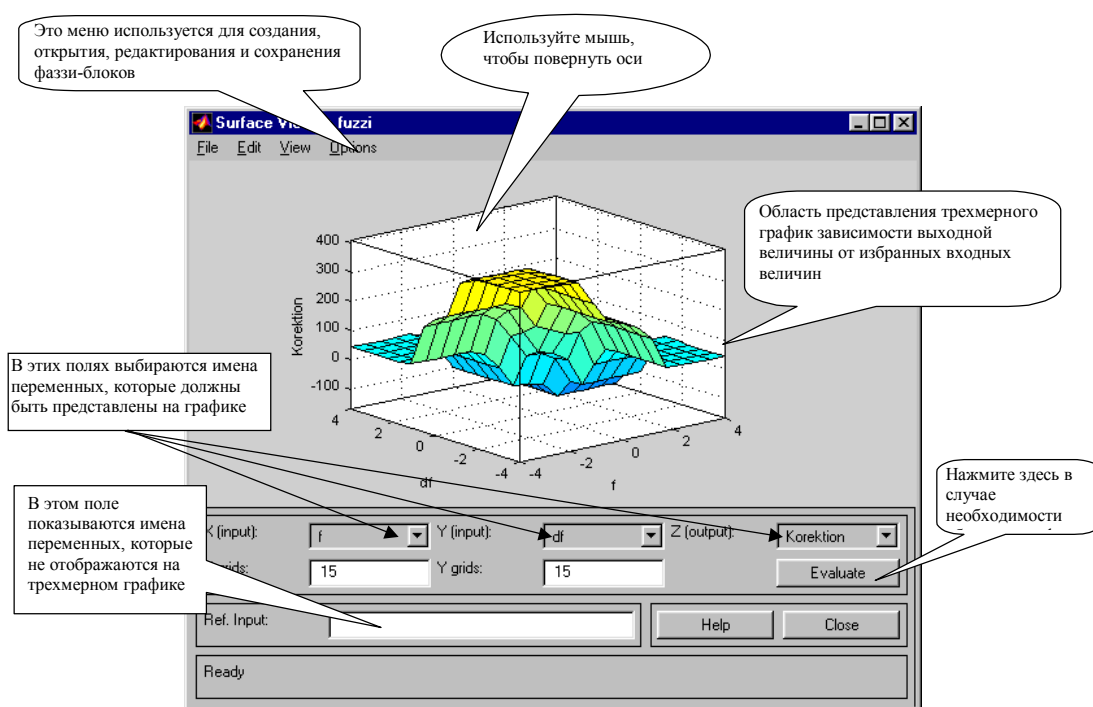 Это меню используется для создания,
открытия, редактирования и сохранения
фаззи-блоков
Используйте мышь,
чтобы повернуть оси
Surface Vi fuzzi
File Edit View Options
Область представления трехмерного
график зависимости выходной
величины от избранных входных
величин
400
300
200
100
0
-100
Korektion
4
2
0
-2
-4
df
-4
-2
0
2
4
f
В этих полях выбираются имена
переменных, которые должны
быть представлены на графике
В этом поле
показываются имена
переменных, которые
не отображаются на
трехмерном графике
Нажмите здесь в
случае
необходимости
(input): f Y (input): df Z (output): Korektion
grids: 15 Y grids: 15 Evaluate
Ref. Input: Help Close
Ready